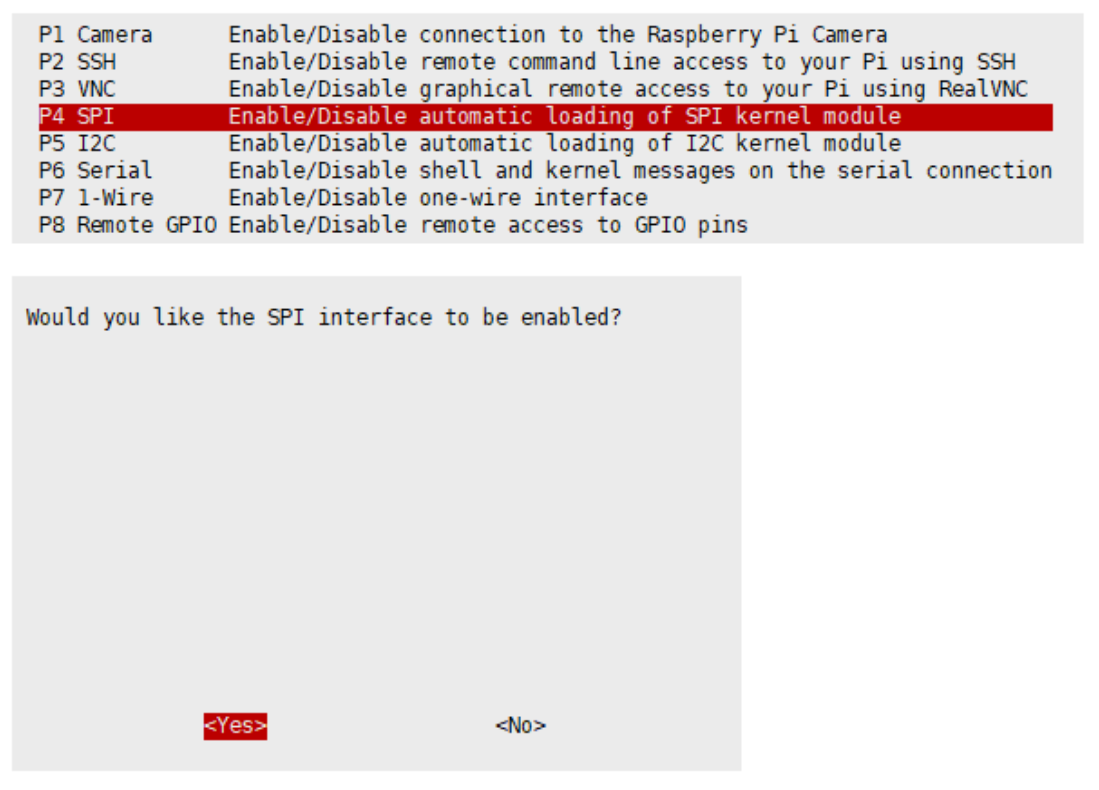 P1 Camera Enable/Disable connection to the Raspberry Pi Camera
P2 SSH Enable/Disable remote command line access to your Pi using SSH
P3 VNC Enable/Disable graphical remote access to your Pi using RealVNC
P4 SPI Enable/Disable automatic loading of SPI kernel module
P5 I2C Enable/Disable automatic loading of I2C kernel module
P6 Serial Enable/Disable shell and kernel messages on the serial connection
P7 1-Wire Enable/Disable one-wire interface
P8 Remote GPIO Enable/Disable remote access to GPIO pins
Would you like the SPI interface to be enabled?
<Yes> <No>